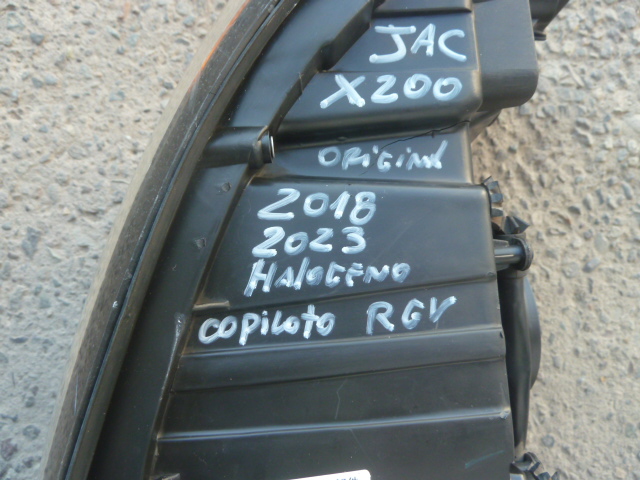 JAC
X200
ORIGINAL
2018
2023
HALOGENO
COPILOTO RGV